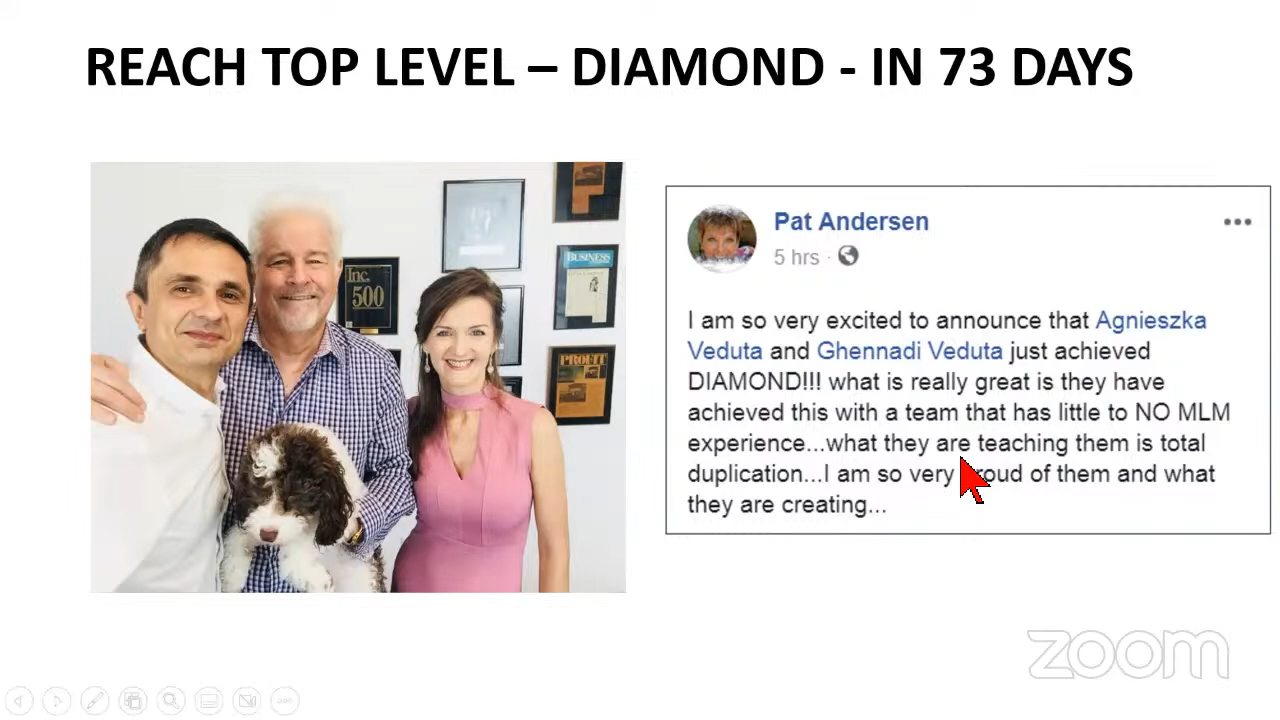 REACH TOP LEVEL – DIAMOND - IN 73 DAYS
Inc.
500
BUSINESS
PROFIT
Pat Andersen
5 hrs ·
I am so very excited to announce that Agnieszka
Veduta and Ghennadi Veduta just achieved
DIAMOND!!! what is really great is they have
achieved this with a team that has little to NO MLM
experience...what they are teaching them is total
duplication...I am so very proud of them and what
they are creating...
zoom